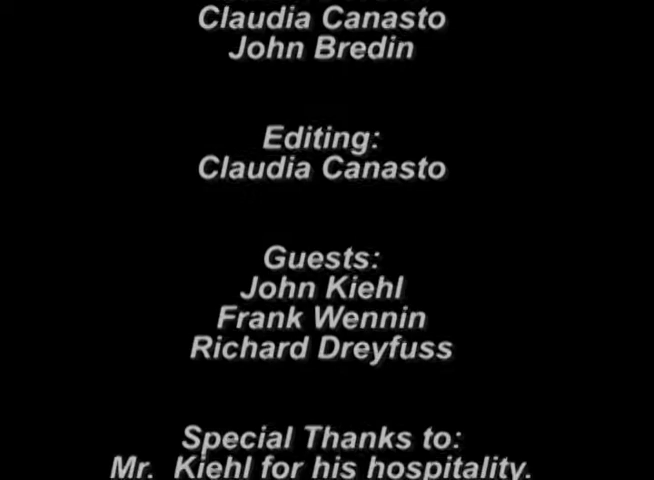 Claudia Canasto
John Bredin
Editing:
Claudia Canasto
Guests:
John Kiehl
Frank Wennin
Richard Dreyfuss
Special Thanks to:
Mr. Kiehl for his hospitality.